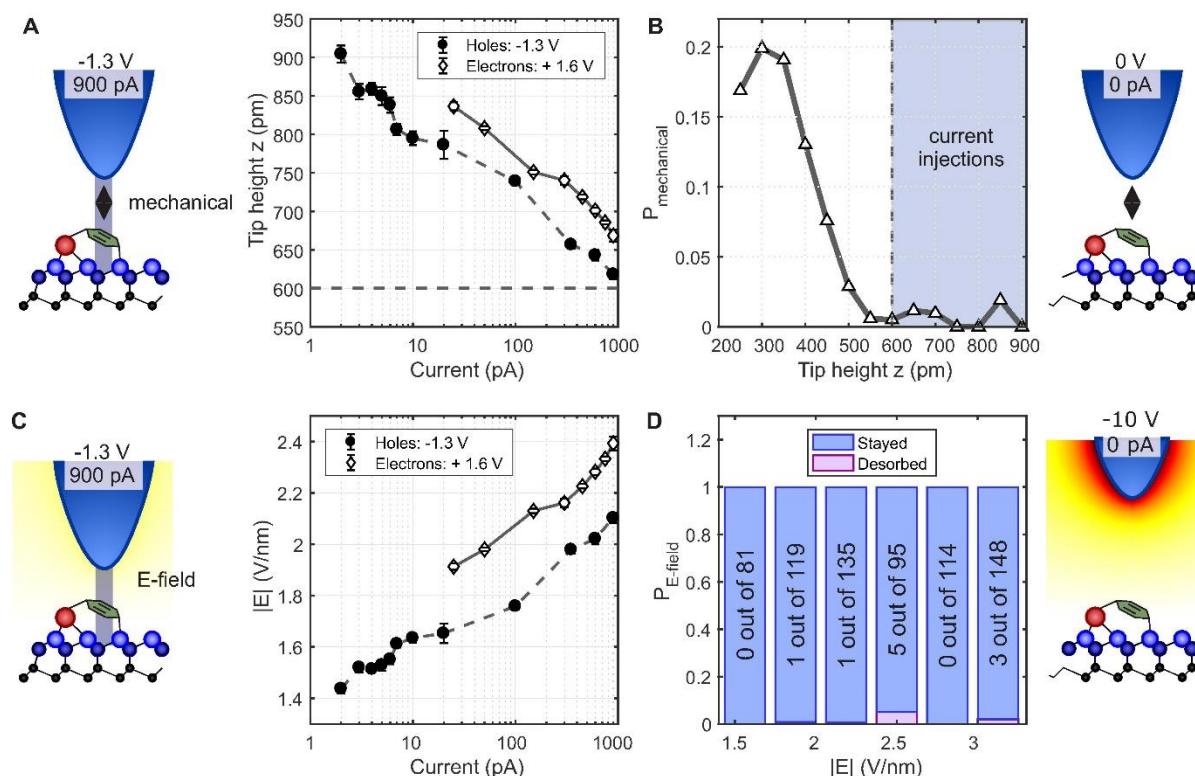 A
-1.3 V
900 pA
mechanical
Tip height z (pm)
950
900
850
800
750
700
650
600
550
Holes: -1.3 V
Electrons: + 1.6 V
1
10
100
1000
Current (pA)
B
P_mechanical
0.2
0.15
0.1
0.05
0
current
injections
200
300
400
500
600
700
800
900
Tip height z (pm)
0 V
0 pA
C
-1.3 V
900 pA
E-field
|E| (V/nm)
2.4
2.2
2
1.8
1.6
1.4
Holes: -1.3 V
Electrons: + 1.6 V
1
10
100
1000
Current (pA)
D
P_E-field
1.2
1
0.8
0.6
0.4
0.2
0
Stayed
Desorbed
0 out of 81
1 out of 119
1 out of 135
5 out of 95
0 out of 114
3 out of 148
1.5
2
2.5
3
|E| (V/nm)
-10 V
0 pA